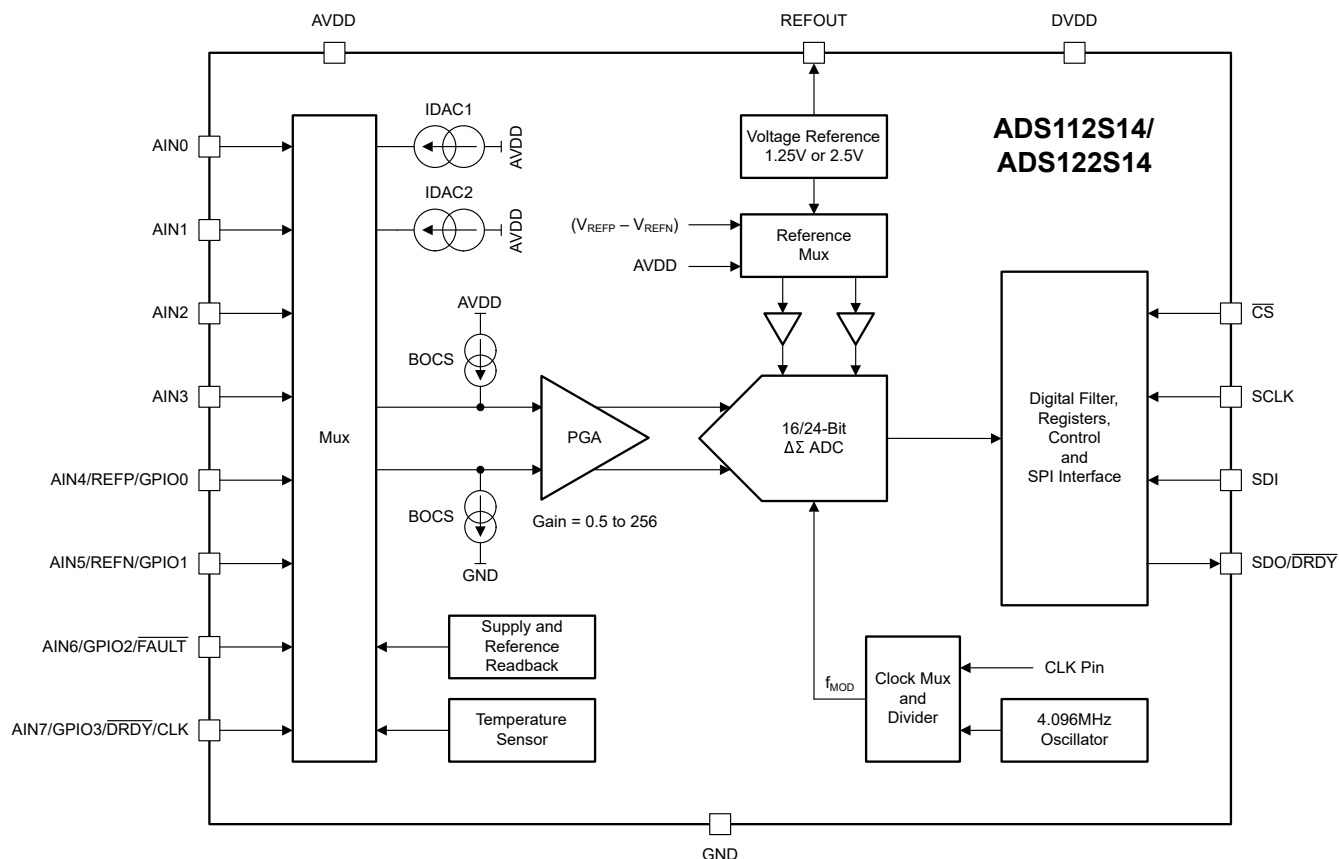 AVDD
REFOUT
DVDD
IDAC1
AVDD
Voltage Reference
1.25V or 2.5V
ADS112S14/
ADS122S14
AIN0
IDAC2
AVDD
AIN1
(VREFP – VREFN)
Reference
Mux
AVDD
AIN2
AVDD
CS
BOCS
AIN3
Mux
PGA
16/24-Bit
ΔΣ ADC
Digital Filter,
Registers,
Control
and
SPI Interface
SCLK
AIN4/REFP/GPIO0
SDI
BOCS
Gain = 0.5 to 256
AIN5/REFN/GPIO1
GND
SDO/DRDY
AIN6/GPIO2/FAULT
Supply and
Reference
Readback
fMOD
Clock Mux
and
Divider
CLK Pin
AIN7/GPIO3/DRDY/CLK
Temperature
Sensor
4.096MHz
Oscillator
GND